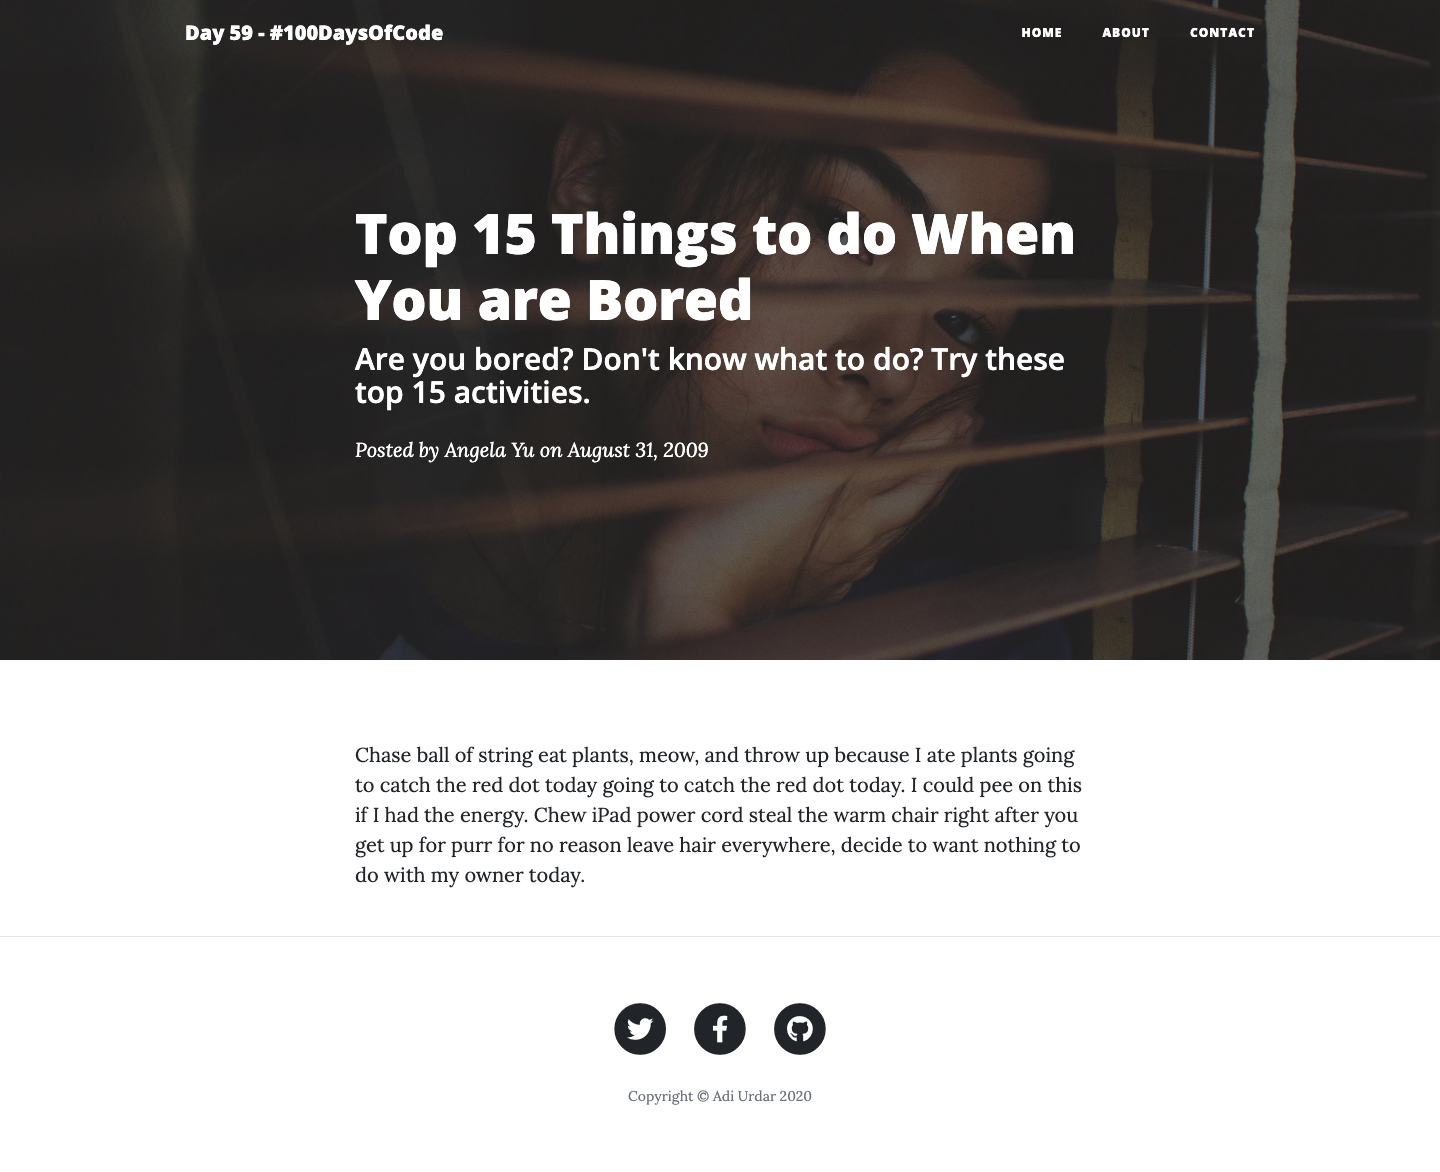 Day 59 - #100DaysOfCode
HOME ABOUT CONTACT
Top 15 Things to do When
You are Bored
Are you bored? Don't know what to do? Try these
top 15 activities.
Posted by Angela Yu on August 31, 2009
Chase ball of string eat plants, meow, and throw up because I ate plants going
to catch the red dot today going to catch the red dot today. I could pee on this
if I had the energy. Chew iPad power cord steal the warm chair right after you
get up for purr for no reason leave hair everywhere, decide to want nothing to
do with my owner today.
Copyright © Adi Urdar 2020